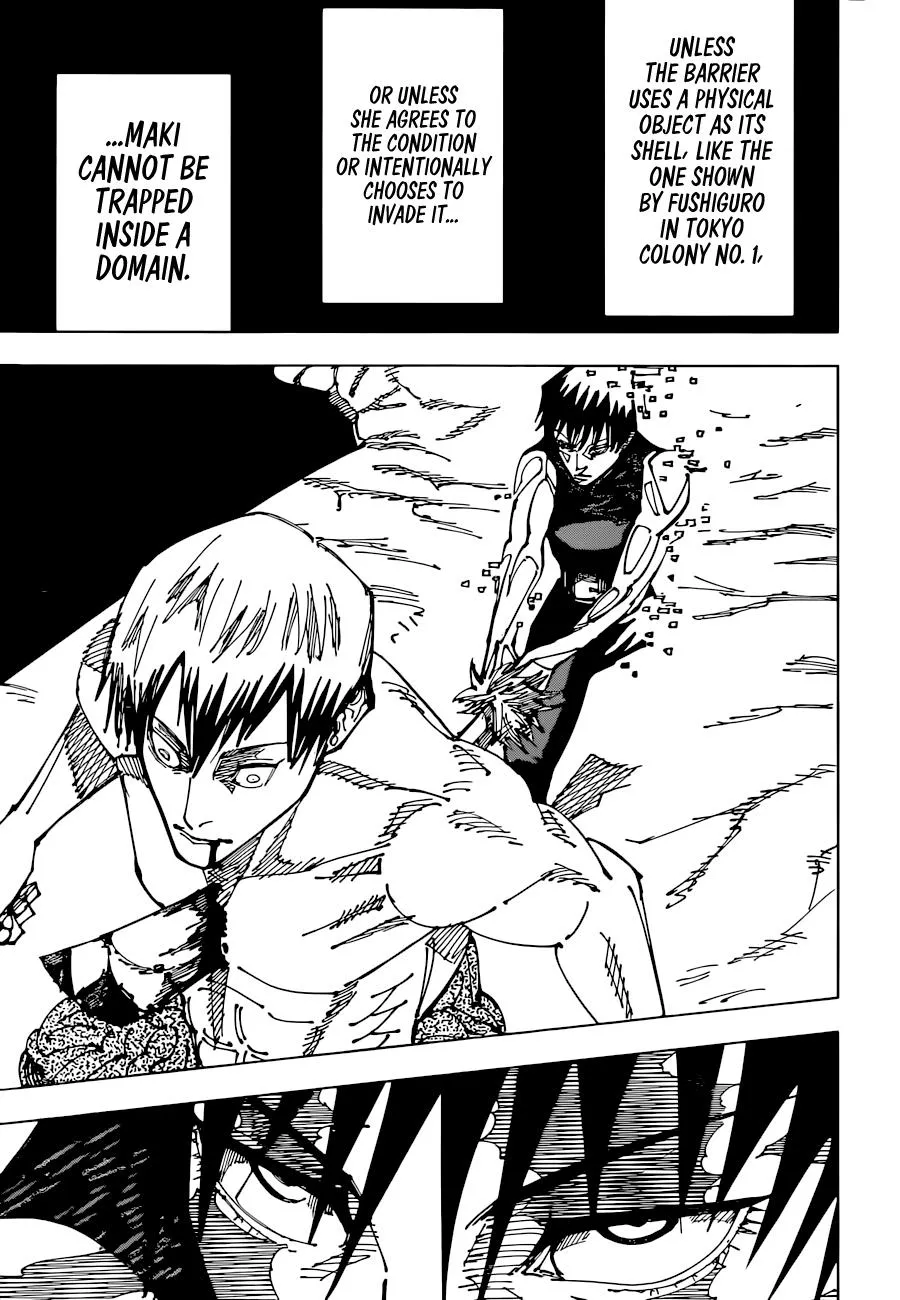 UNLESS
THE BARRIER
USES A PHYSICAL
OBJECT AS ITS
SHELL, LIKE THE
ONE SHOWN
BY FUSHIGURO
IN TOKYO
COLONY NO. 1,
OR UNLESS
SHE AGREES TO
THE CONDITION
OR INTENTIONALLY
CHOOSES TO
INVADE IT...
...MAKI
CANNOT BE
TRAPPED
INSIDE A
DOMAIN.